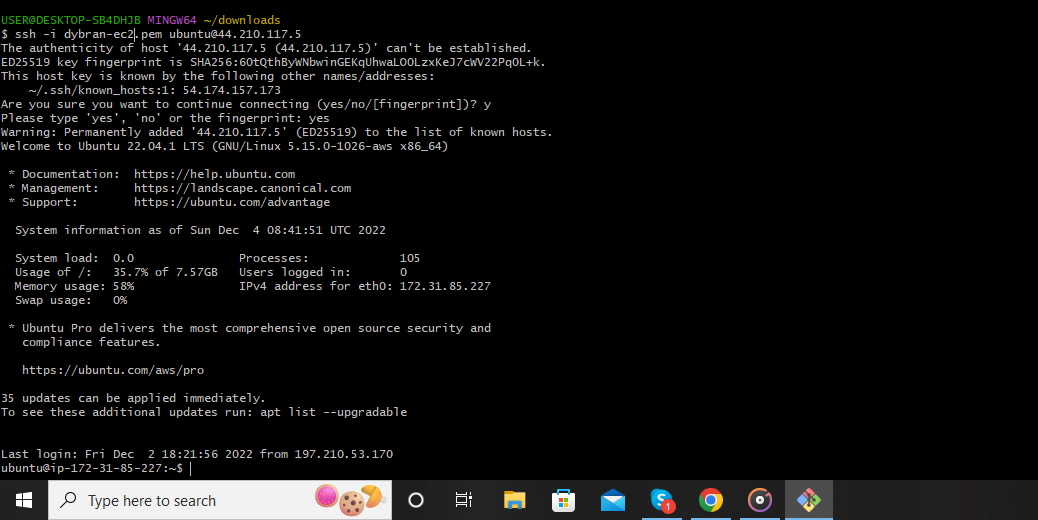 USER@DESKTOP-SB4DHJB MINGW64 ~/downloads
$ ssh -i dybran-ec2.pem ubuntu@44.210.117.5
The authenticity of host '44.210.117.5 (44.210.117.5)' can't be established.
ED25519 key fingerprint is SHA256:6OtQthByWNbwinGEKqUhwaLOOLzxKeJ7cWV22PqOL+k.
This host key is known by the following other names/addresses:
    ~/.ssh/known_hosts:1: 54.174.157.173
Are you sure you want to continue connecting (yes/no/[fingerprint])? y
Please type 'yes', 'no' or the fingerprint: yes
Warning: Permanently added '44.210.117.5' (ED25519) to the list of known hosts.
Welcome to Ubuntu 22.04.1 LTS (GNU/Linux 5.15.0-1026-aws x86_64)

 * Documentation:  https://help.ubuntu.com
 * Management:     https://landscape.canonical.com
 * Support:        https://ubuntu.com/advantage

  System information as of Sun Dec  4 08:41:51 UTC 2022

  System load:  0.0               Processes:             105
  Usage of /:   35.7% of 7.57GB   Users logged in:       0
  Memory usage: 58%               IPv4 address for eth0: 172.31.85.227
  Swap usage:   0%

 * Ubuntu Pro delivers the most comprehensive open source security and
   compliance features.

   https://ubuntu.com/aws/pro

35 updates can be applied immediately.
To see these additional updates run: apt list --upgradable

Last login: Fri Dec  2 18:21:56 2022 from 197.210.53.170
ubuntu@ip-172-31-85-227:~$
Type here to search
1